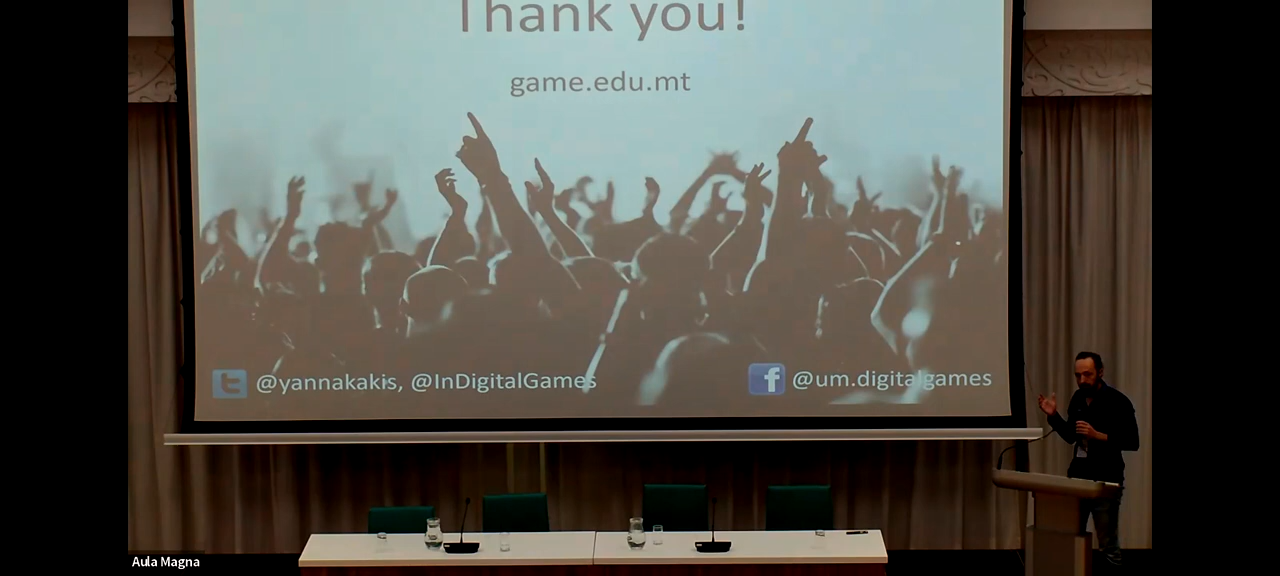 Thank you!
game.edu.mt
@yannakakis, @InDigitalGames
f @um.digitalgames
Aula Magna